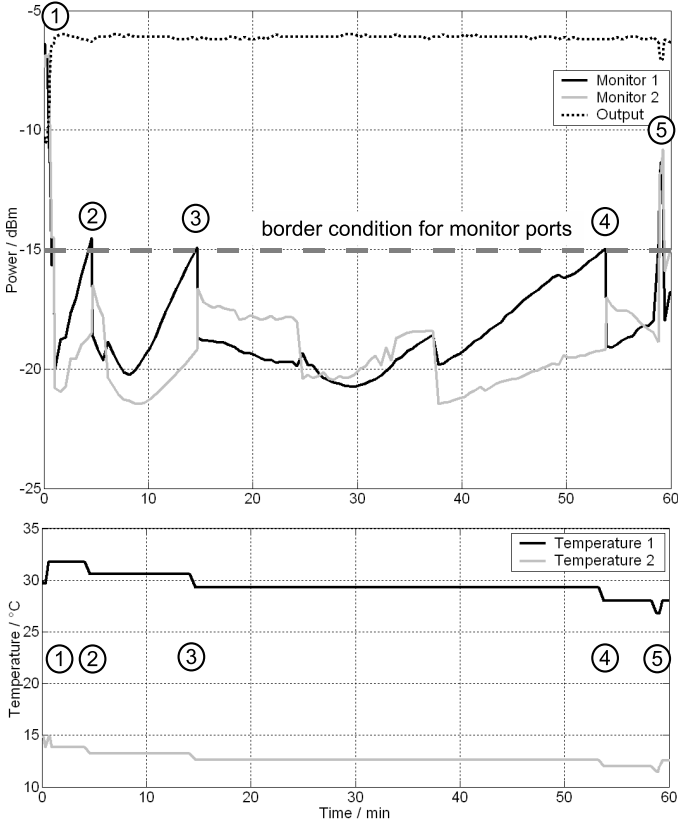 -5
1
Monitor 1
Monitor 2
Output
-10
5
2
3
4
border condition for monitor ports
-15
Power / dBm
-20
-25
0 10 20 30 40 50 60
35
Temperature 1
Temperature 2
30
25
1 2 3 4 5
Temperature / °C
20
15
10
0 10 20 30 40 50 60
Time / min